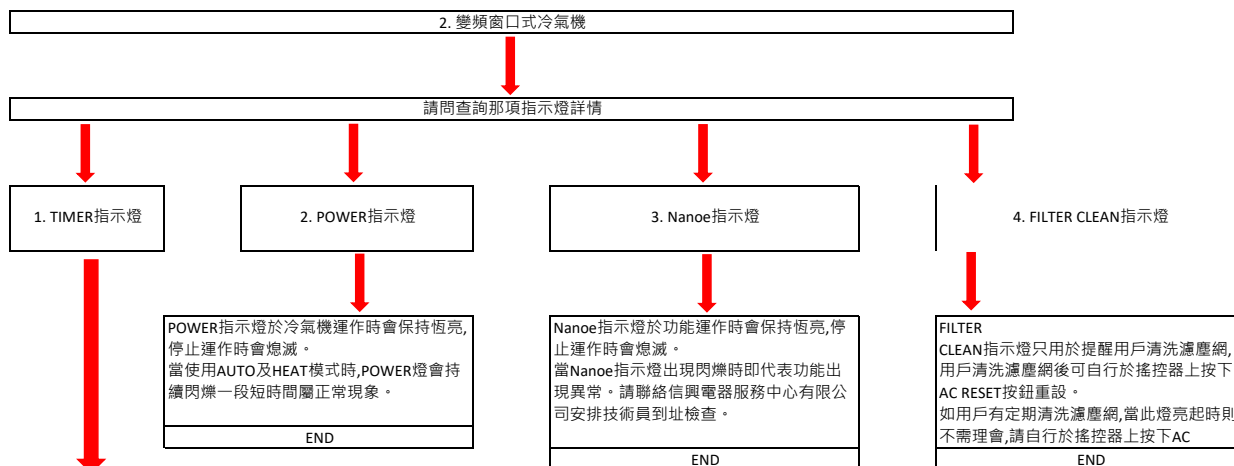 2. 變頻窗口式冷氣機
請問查詢那項指示燈詳情
1. TIMER指示燈
2. POWER指示燈
3. Nanoe指示燈
4. FILTER CLEAN指示燈
POWER指示燈於冷氣機運作時會保持恆亮,
停止運作時會熄滅。
當使用AUTO及HEAT模式時,POWER燈會持
續閃爍一段短時間屬正常現象。
END
Nanoe指示燈於功能運作時會保持恆亮,停
止運作時會熄滅。
當Nanoe指示燈出現閃爍時即代表功能出
現異常。請聯絡信興電器服務中心有限公
司安排技術員到址檢查。
END
FILTER
CLEAN指示燈只用於提醒用戶清洗濾塵網,
用戶清洗濾塵網後可自行於搖控器上按下
AC RESET按鈕重設。
如用戶有定期清洗濾塵網,當此燈亮起時則
不需理會,請自行於搖控器上按下AC
END